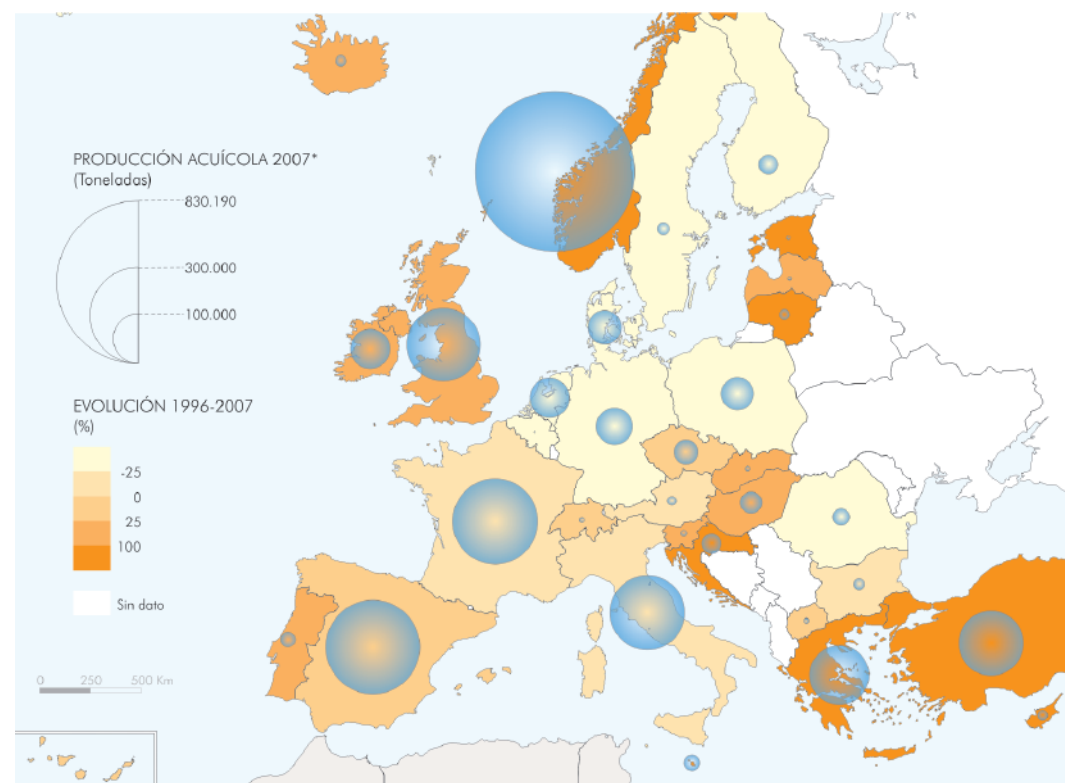 PRODUCCIÓN ACUÍCOLA 2007*
(Toneladas)
830.190
300.000
100.000
EVOLUCIÓN 1996-2007
(%)
-25
0
25
100
Sin dato
0 250 500 Km